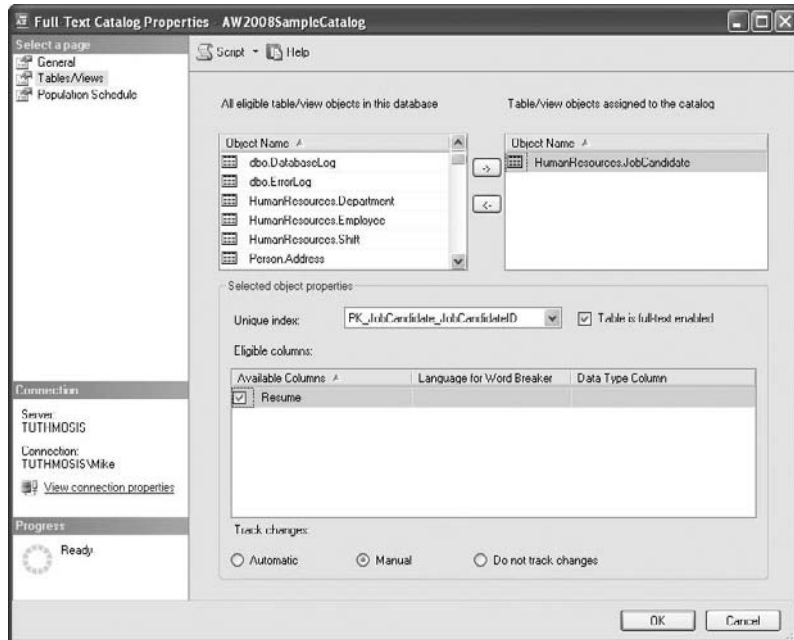 Full Text Catalog Properties AW2008SampleCatalog
Select a page
General
Tables/Views
Population Schedule
Script Help
All eligible table/view objects in this database
Table/view objects assigned to the catalog
Object Name
dbo.DatabaseLog
dbo.ErrorLog
HumanResources.Department
HumanResources.Employee
HumanResources.Shift
Person.Address
Object Name
HumanResources.JobCandidate
->
<-
Selected object properties
Unique index: PK_JobCandidate_JobCandidateID Table is full-text enabled
Eligible columns:
Available Columns Language for Word Breaker Data Type Column
Resume
Track changes:
Automatic Manual Do not track changes
Connection
Server:
TUTHMOSIS
Connection:
TUTHMOSIS\Mike
View connection properties
Progress
Ready
OK Cancel